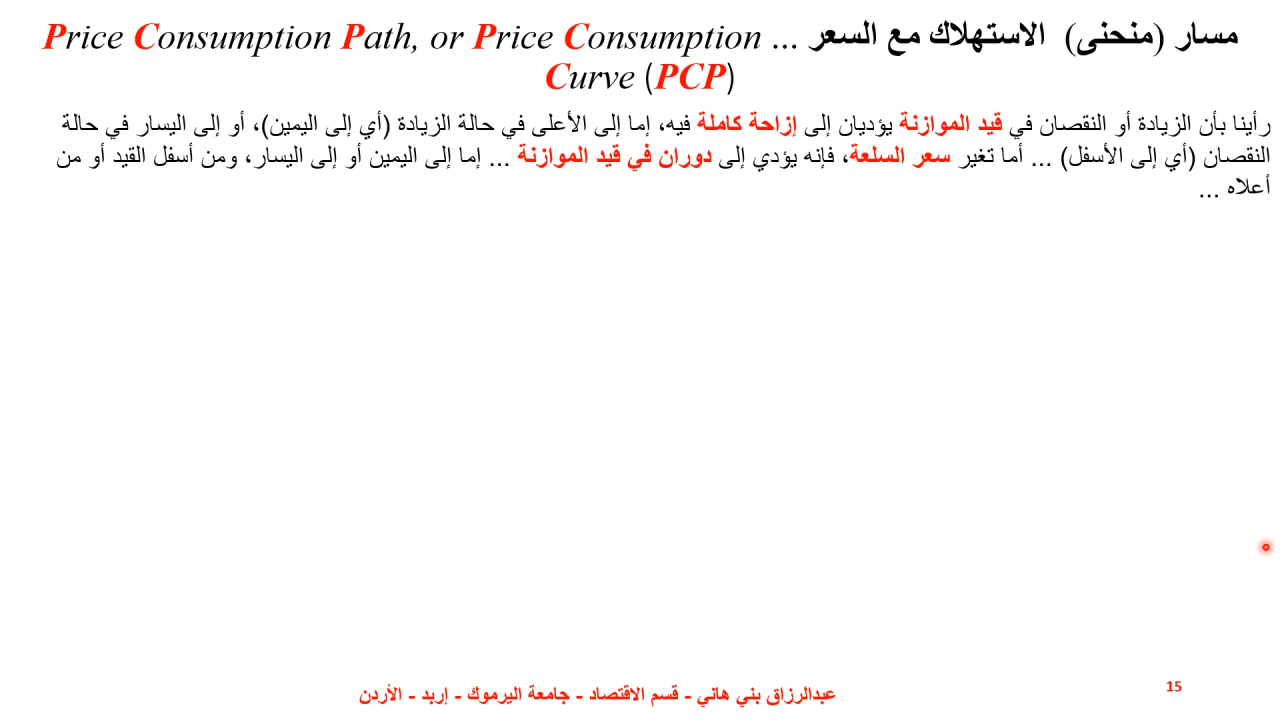 مسار (منحنى) الاستهلاك مع السعر ... Price Consumption Path, or Price Consumption
Curve (PCP)
رأينا بأن الزيادة أو النقصان في قيد الموازنة يؤديان إلى إزاحة كاملة فيه، إما إلى الأعلى في حالة الزيادة (أي إلى اليمين)، أو إلى اليسار في حالة
النقصان (أي إلى الأسفل) ... أما تغير سعر السلعة، فإنه يؤدي إلى دوران في قيد الموازنة ... إما إلى اليمين أو إلى اليسار، ومن أسفل القيد أو من
أعلاه ...
15
عبدالرزاق بني هاني - قسم الاقتصاد - جامعة اليرموك - إربد - الأردن